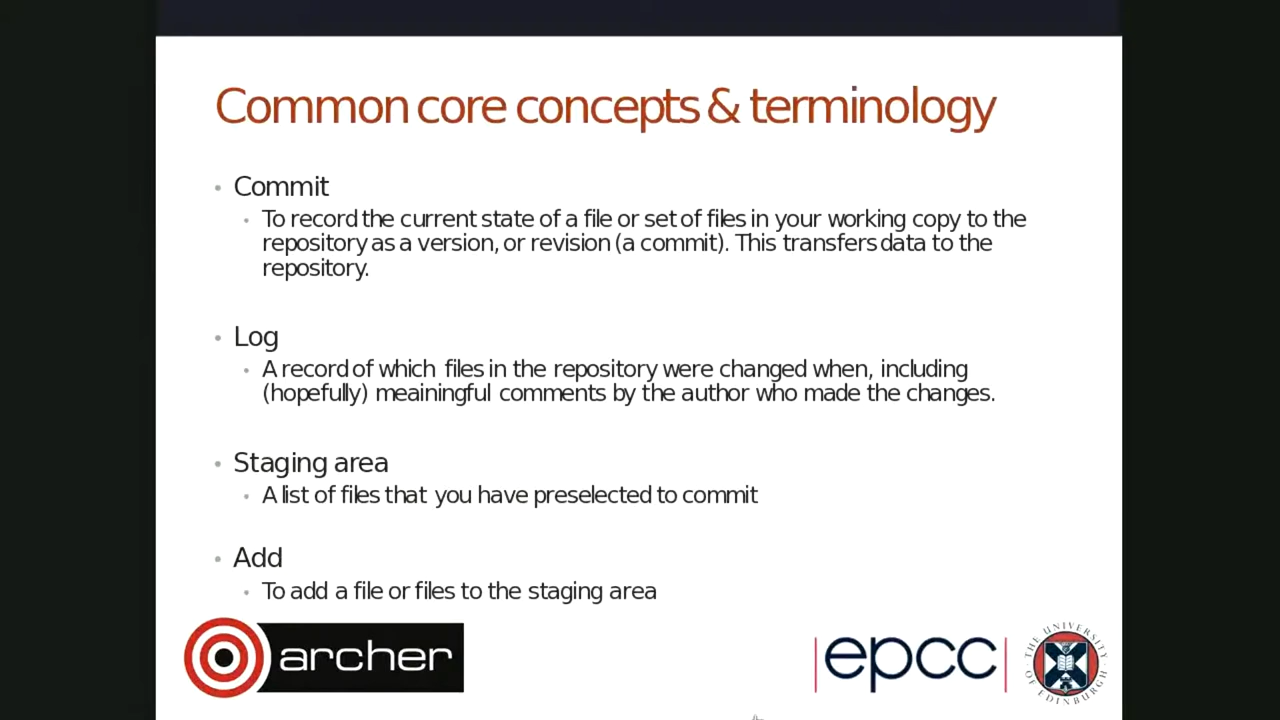 Common core concepts & terminology
• Commit
• To record the current state of a file or set of files in your working copy to the
repository as a version, or revision (a commit). This transfers data to the
repository.
• Log
• A record of which files in the repository were changed when, including
(hopefully) meainingful comments by the author who made the changes.
• Staging area
• A list of files that you have preselected to commit
• Add
• To add a file or files to the staging area
archer
|epcc|
THE UNIVERSITY
OF EDINBURGH